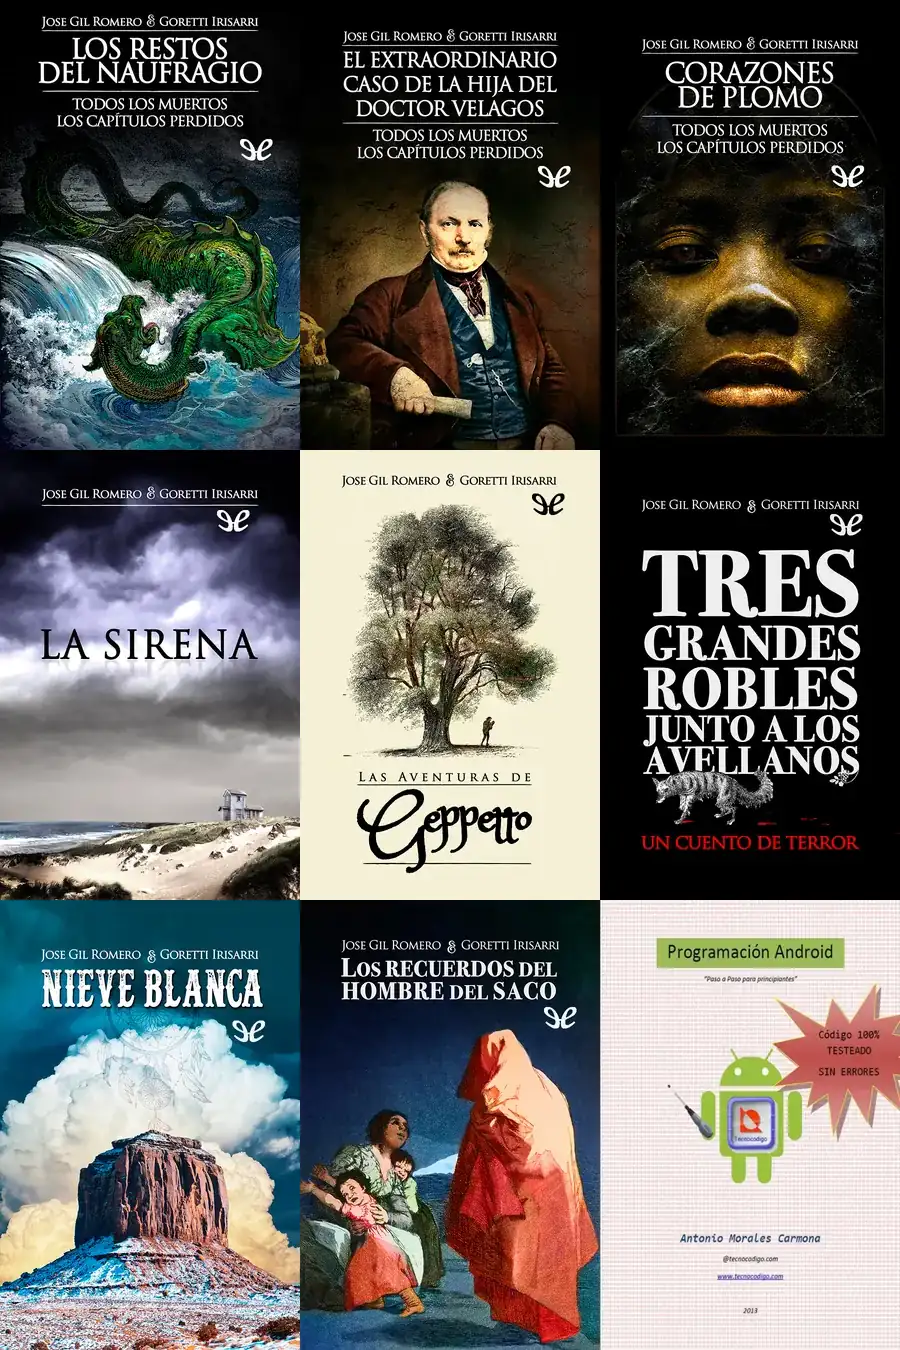 JOSE GIL ROMERO & GORETTI IRISARRI
LOS RESTOS
DEL NAUFRAGIO
TODOS LOS MUERTOS
LOS CAPÍTULOS PERDIDOS
JOSE GIL ROMERO & GORETTI IRISARRI
EL EXTRAORDINARIO
CASO DE LA HIJA DEL
DOCTOR VELAGOS
TODOS LOS MUERTOS
LOS CAPÍTULOS PERDIDOS
JOSE GIL ROMERO & GORETTI IRISARRI
CORAZONES
DE PLOMO
TODOS LOS MUERTOS
LOS CAPÍTULOS PERDIDOS
JOSE GIL ROMERO & GORETTI IRISARRI
LA SIRENA
JOSE GIL ROMERO & GORETTI IRISARRI
LAS AVENTURAS DE
Geppetto
JOSE GIL ROMERO & GORETTI IRISARRI
TRES
GRANDES
ROBLES
JUNTO A LOS
AVELLANOS
UN CUENTO DE TERROR
JOSE GIL ROMERO & GORETTI IRISARRI
NIEVE BLANCA
JOSE GIL ROMERO & GORETTI IRISARRI
LOS RECUERDOS DEL
HOMBRE DEL SACO
Programación Android
"Paso a Paso para principiantes"
Código 100%
TESTEADO
SIN ERRORES
Tecnocodigo
Antonio Morales Carmona
@tecnocodigo.com
www.tecnocodigo.com
2013